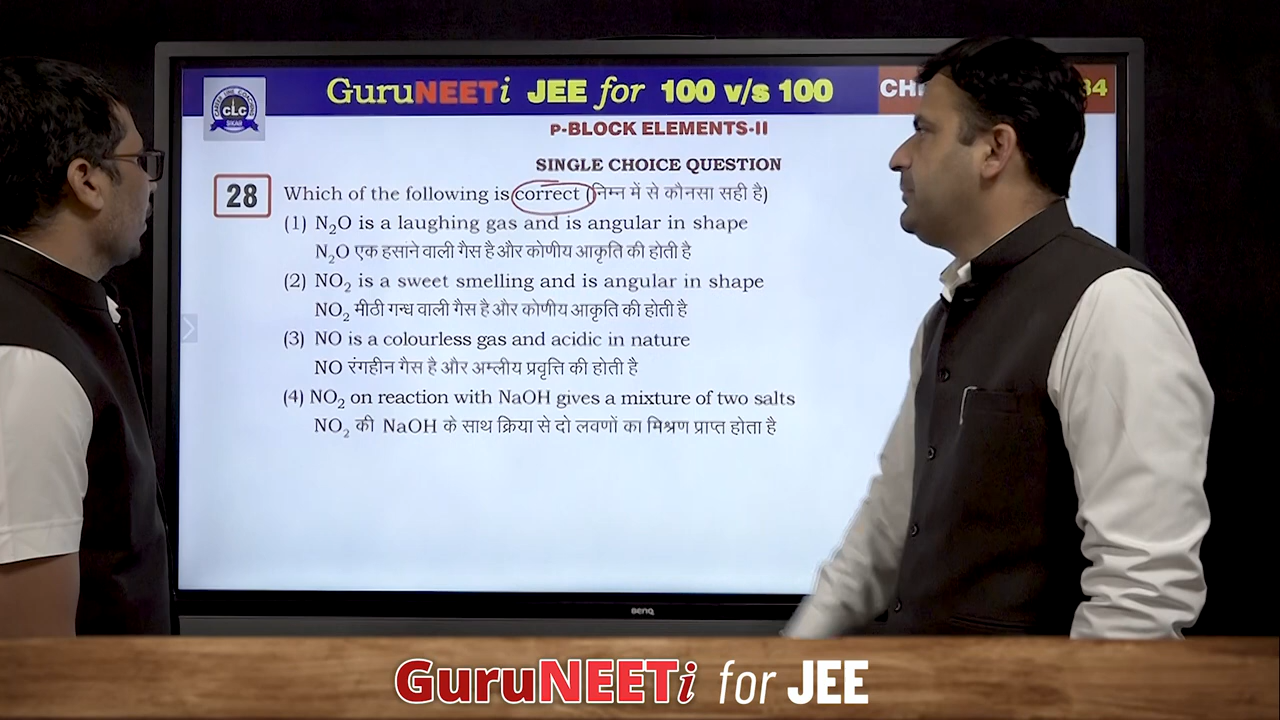 GuruNEETi JEE for 100 v/s 100
CLC
SIKAR
P-BLOCK ELEMENTS-II
SINGLE CHOICE QUESTION
28 Which of the following is correct (निम्न में से कौनसा सही है)
(1) N₂O is a laughing gas and is angular in shape
N₂O एक हसांने वाली गैस है और कोणीय आकृति की होती है
(2) NO₂ is a sweet smelling and is angular in shape
NO₂ मीठी गन्ध वाली गैस है और कोणीय आकृति की होती है
(3) NO is a colourless gas and acidic in nature
NO रंगहीन गैस है और अम्लीय प्रवृत्ति की होती है
(4) NO₂ on reaction with NaOH gives a mixture of two salts
NO₂ की NaOH के साथ क्रिया से दो लवणों का मिश्रण प्राप्त होता है
BenQ
GuruNEETi for JEE